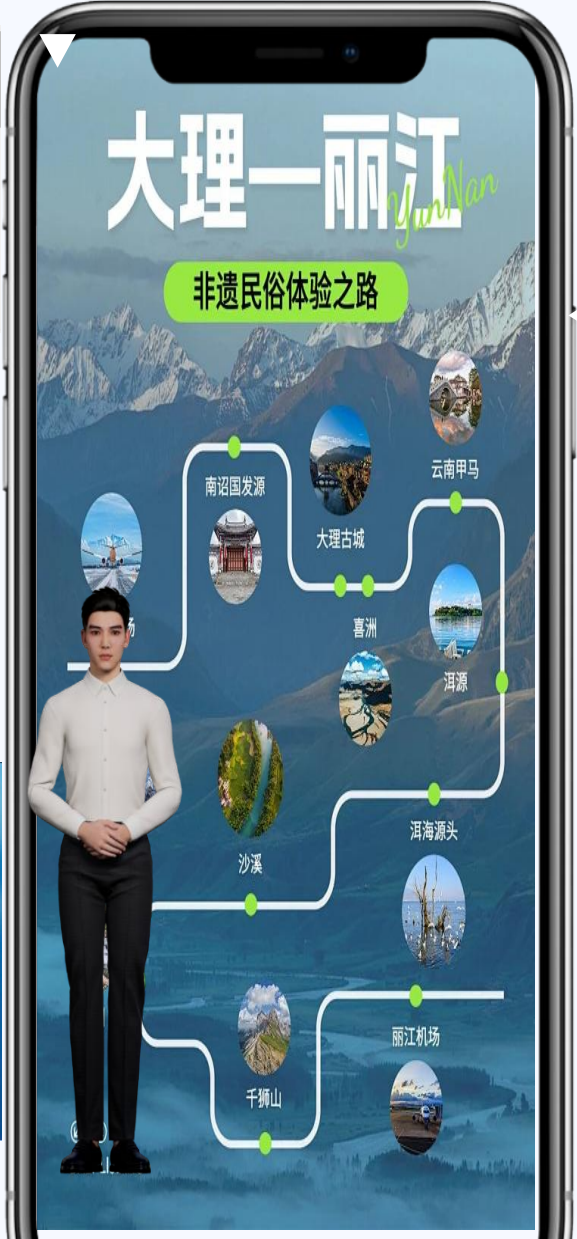 大理—丽江
YunNan
非遗民俗体验之路
云南甲马
南诏国发源
大理古城
场
喜洲
洱源
洱海源头
沙溪
丽江机场
千狮山